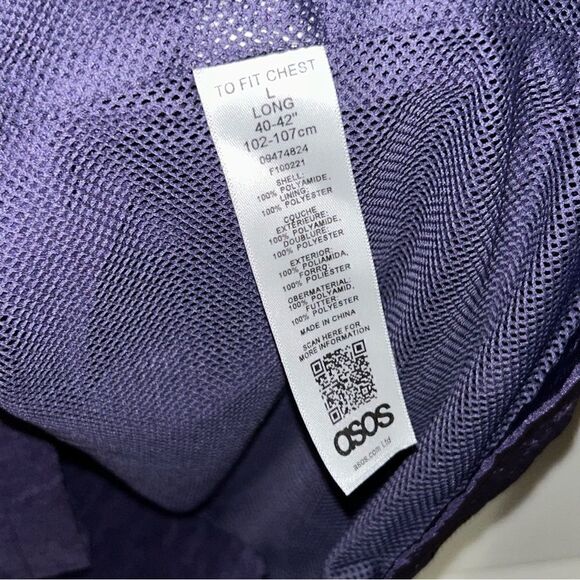 TO FIT CHEST
L
LONG
40-42"
102-107cm
09474824
F100221
SHELL:
100% POLYAMIDE,
LINING:
100% POLYESTER
COUCHE
EXTÉRIEURE:
100% POLYAMIDE,
DOUBLURE:
100% POLYESTER
EXTERIOR:
100% POLIAMIDA,
FORRO:
100% POLIÉSTER
OBERMATERIAL:
100% POLYAMID,
FUTTER:
100% POLYESTER
MADE IN CHINA
SCAN HERE FOR
MORE INFORMATION
asos
asos.com Ltd